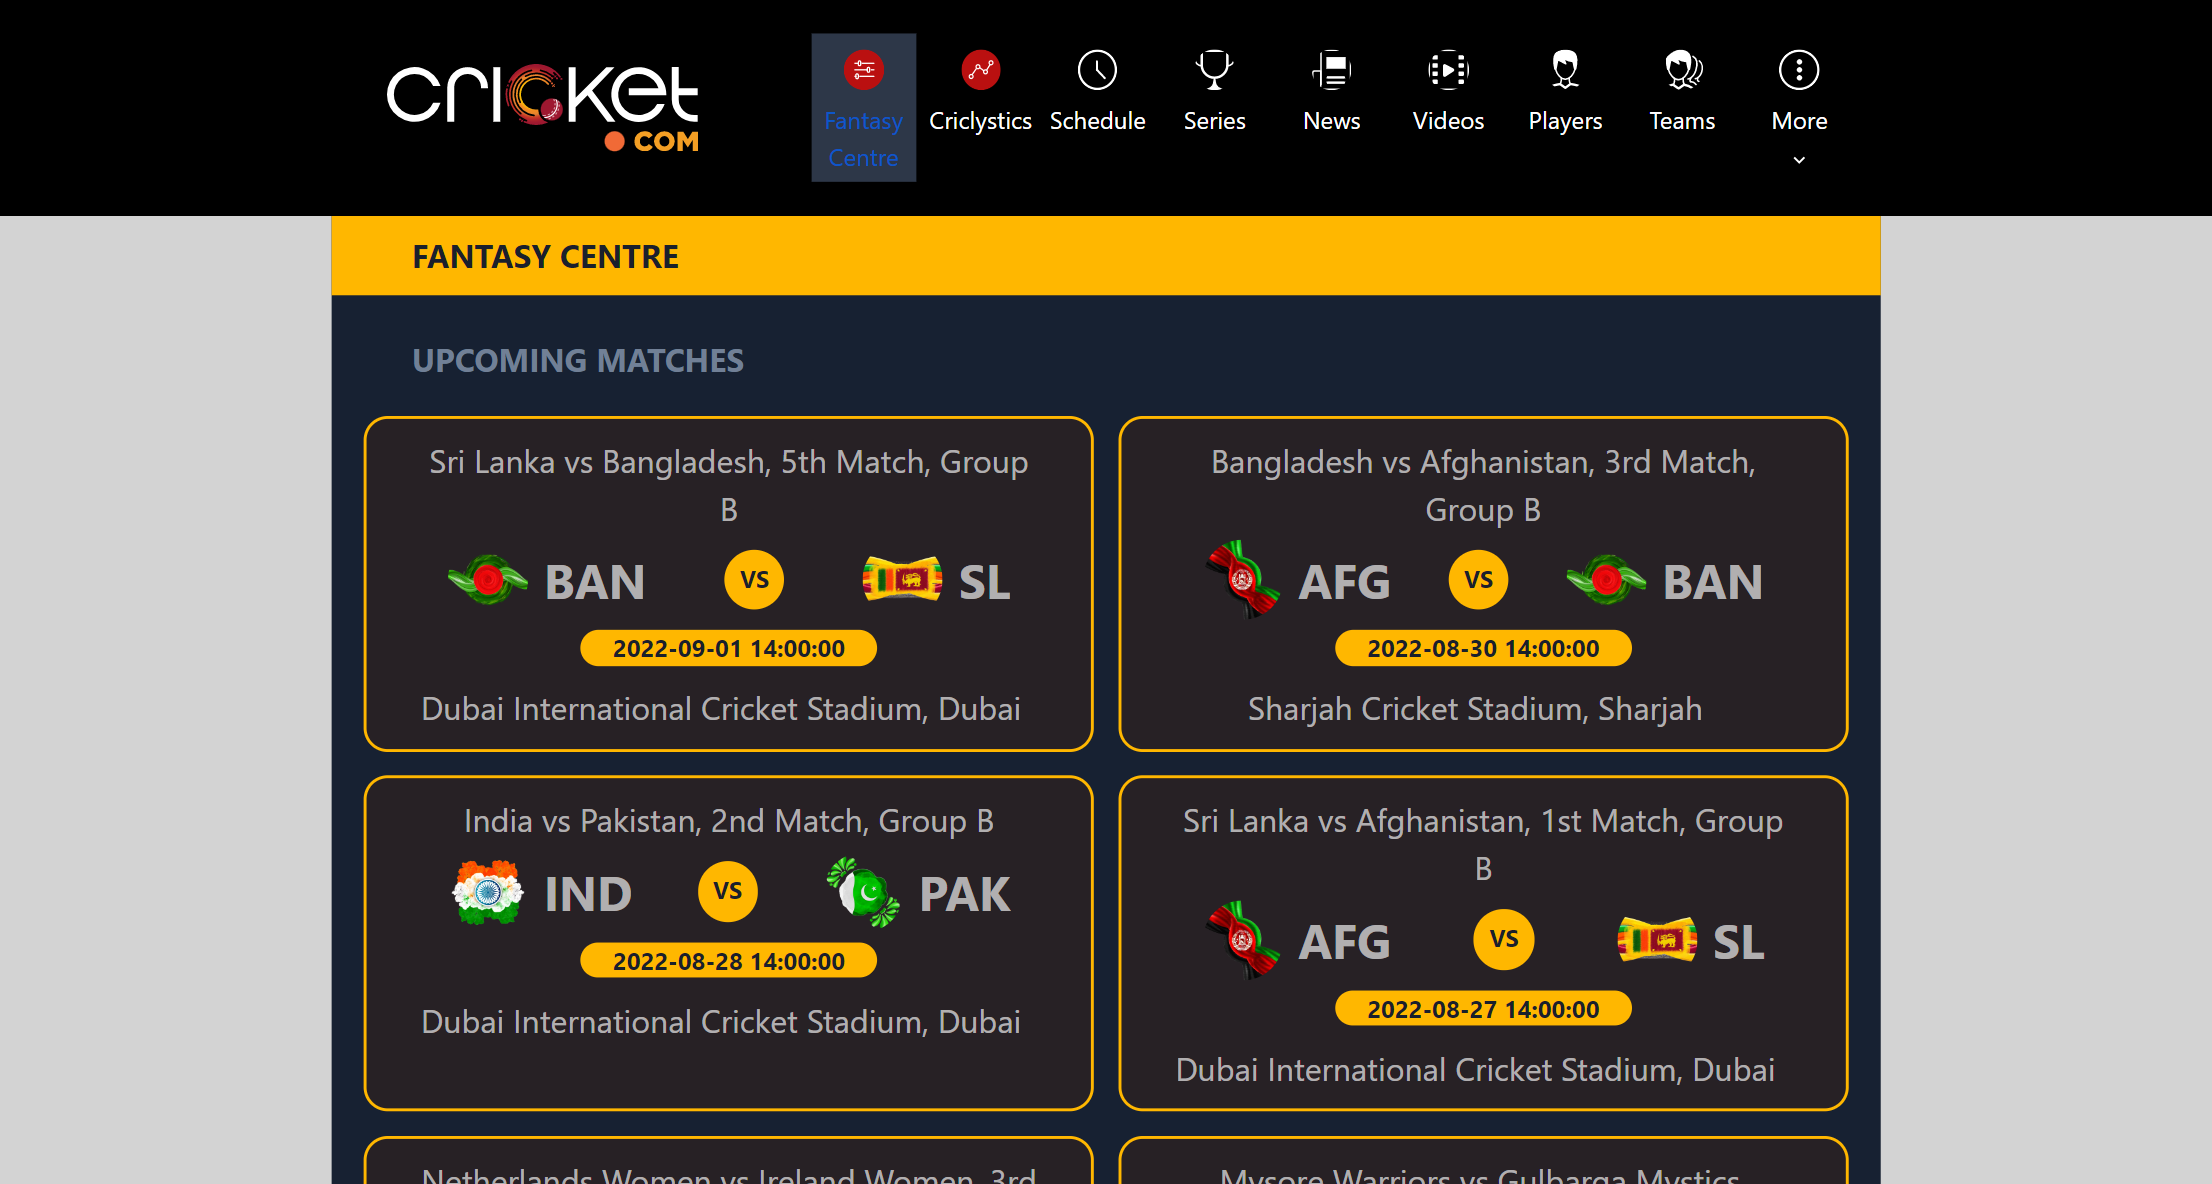 cricket
.COM
Fantasy
Centre
Criclystics
Schedule
Series
News
Videos
Players
Teams
More
FANTASY CENTRE
UPCOMING MATCHES
Sri Lanka vs Bangladesh, 5th Match, Group
B
BAN VS SL
2022-09-01 14:00:00
Dubai International Cricket Stadium, Dubai
Bangladesh vs Afghanistan, 3rd Match,
Group B
AFG VS BAN
2022-08-30 14:00:00
Sharjah Cricket Stadium, Sharjah
India vs Pakistan, 2nd Match, Group B
IND VS PAK
2022-08-28 14:00:00
Dubai International Cricket Stadium, Dubai
Sri Lanka vs Afghanistan, 1st Match, Group
B
AFG VS SL
2022-08-27 14:00:00
Dubai International Cricket Stadium, Dubai
Netherlands Women vs Ireland Women, 3rd
Mysore Warriors vs Gulbarga Mystics